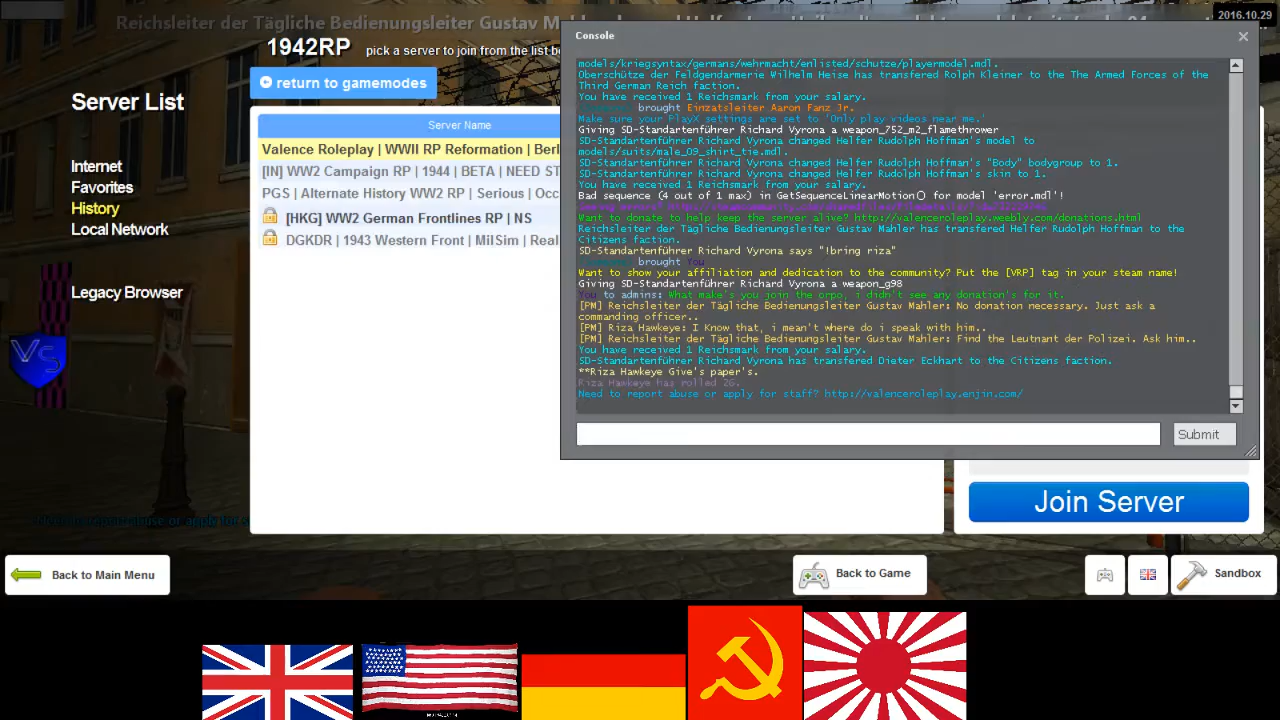 Reichsleiter der Tägliche Bedienungsleiter Gustav
2016.10.29
1942RP pick a server to join from the list
return to gamemodes
Server List
Internet
Favorites
History
Local Network
Legacy Browser
Server Name
Valence Roleplay | WWII RP Reformation |
[IN] WW2 Campaign RP | 1944 | BETA | NEED
PGS | Alternate History WW2 RP | Serious |
[HKG] WW2 German Frontlines RP | NS
DGKDR | 1943 Western Front | MilSim |
Console
models/kriegsyntax/germans/wehrmacht/enlisted/schutze/playermodel.mdl.
Oberschütze der Feldgendarmerie Wilhelm Heise has transfered Rolph Kleiner to the The Armed Forces of the
Third German Reich faction.
You have received 1 Reichsmark from your salary.
brought Einzatsleiter Aaron Fanz Jr.
Make sure your PlayX settings are set to 'Only play videos near me.'
Giving SD-Standartenführer Richard Vyrona a weapon_752_m2_flamethrower
SD-Standartenführer Richard Vyrona changed Helfer Rudolph Hoffman's model to
models/suits/male_09_shirt_tie.mdl.
SD-Standartenführer Richard Vyrona changed Helfer Rudolph Hoffman's "Body" bodygroup to 1.
SD-Standartenführer Richard Vyrona changed Helfer Rudolph Hoffman's skin to 1.
You have received 1 Reichsmark from your salary.
Bad sequence (4 out of 1 max) in GetSequenceLinearMotion() for model 'error.mdl'!
Want to donate to help keep the server alive? http://valenceroleplay.weebly.com/donations.html
Reichsleiter der Tägliche Bedienungsleiter Gustav Mahler has transfered Helfer Rudolph Hoffman to the
Citizens faction.
SD-Standartenführer Richard Vyrona says "!bring riza"
brought You
Want to show your affiliation and dedication to the community? Put the [VRP] tag in your steam name!
Giving SD-Standartenführer Richard Vyrona a weapon_g98
You to admins: What make's you join the orpo, i didn't see any donation's for it.
[PM] Reichsleiter der Tägliche Bedienungsleiter Gustav Mahler: No donation necessary. Just ask a
commanding officer..
[PM] Riza Hawkeye: I Know that, i mean't where do i speak with him..
[PM] Reichsleiter der Tägliche Bedienungsleiter Gustav Mahler: Find the Leutnant der Polizei. Ask him..
You have received 1 Reichsmark from your salary.
SD-Standartenführer Richard Vyrona has transfered Dieter Eckhart to the Citizens faction.
**Riza Hawkeye Give's paper's.
Riza Hawkeye has rolled 26.
Need to report abuse or apply for staff? http://valenceroleplay.enjin.com/
Submit
Join Server
VS
Back to Main Menu
Back to Game
Sandbox